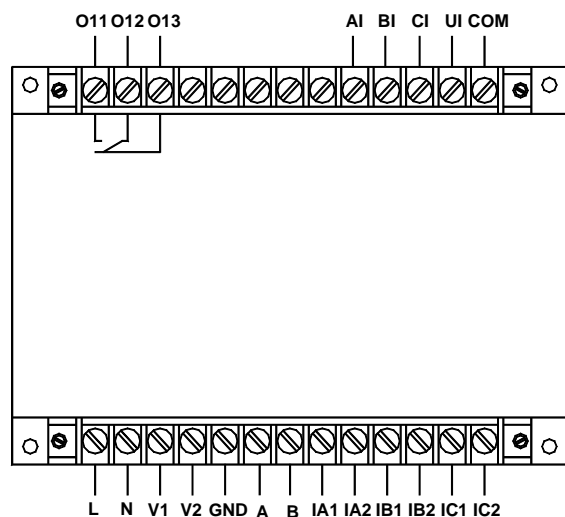 O11 O12 O13 AI BI CI UI COM
L N V1 V2 GND A B IA1 IA2 IB1 IB2 IC1 IC2